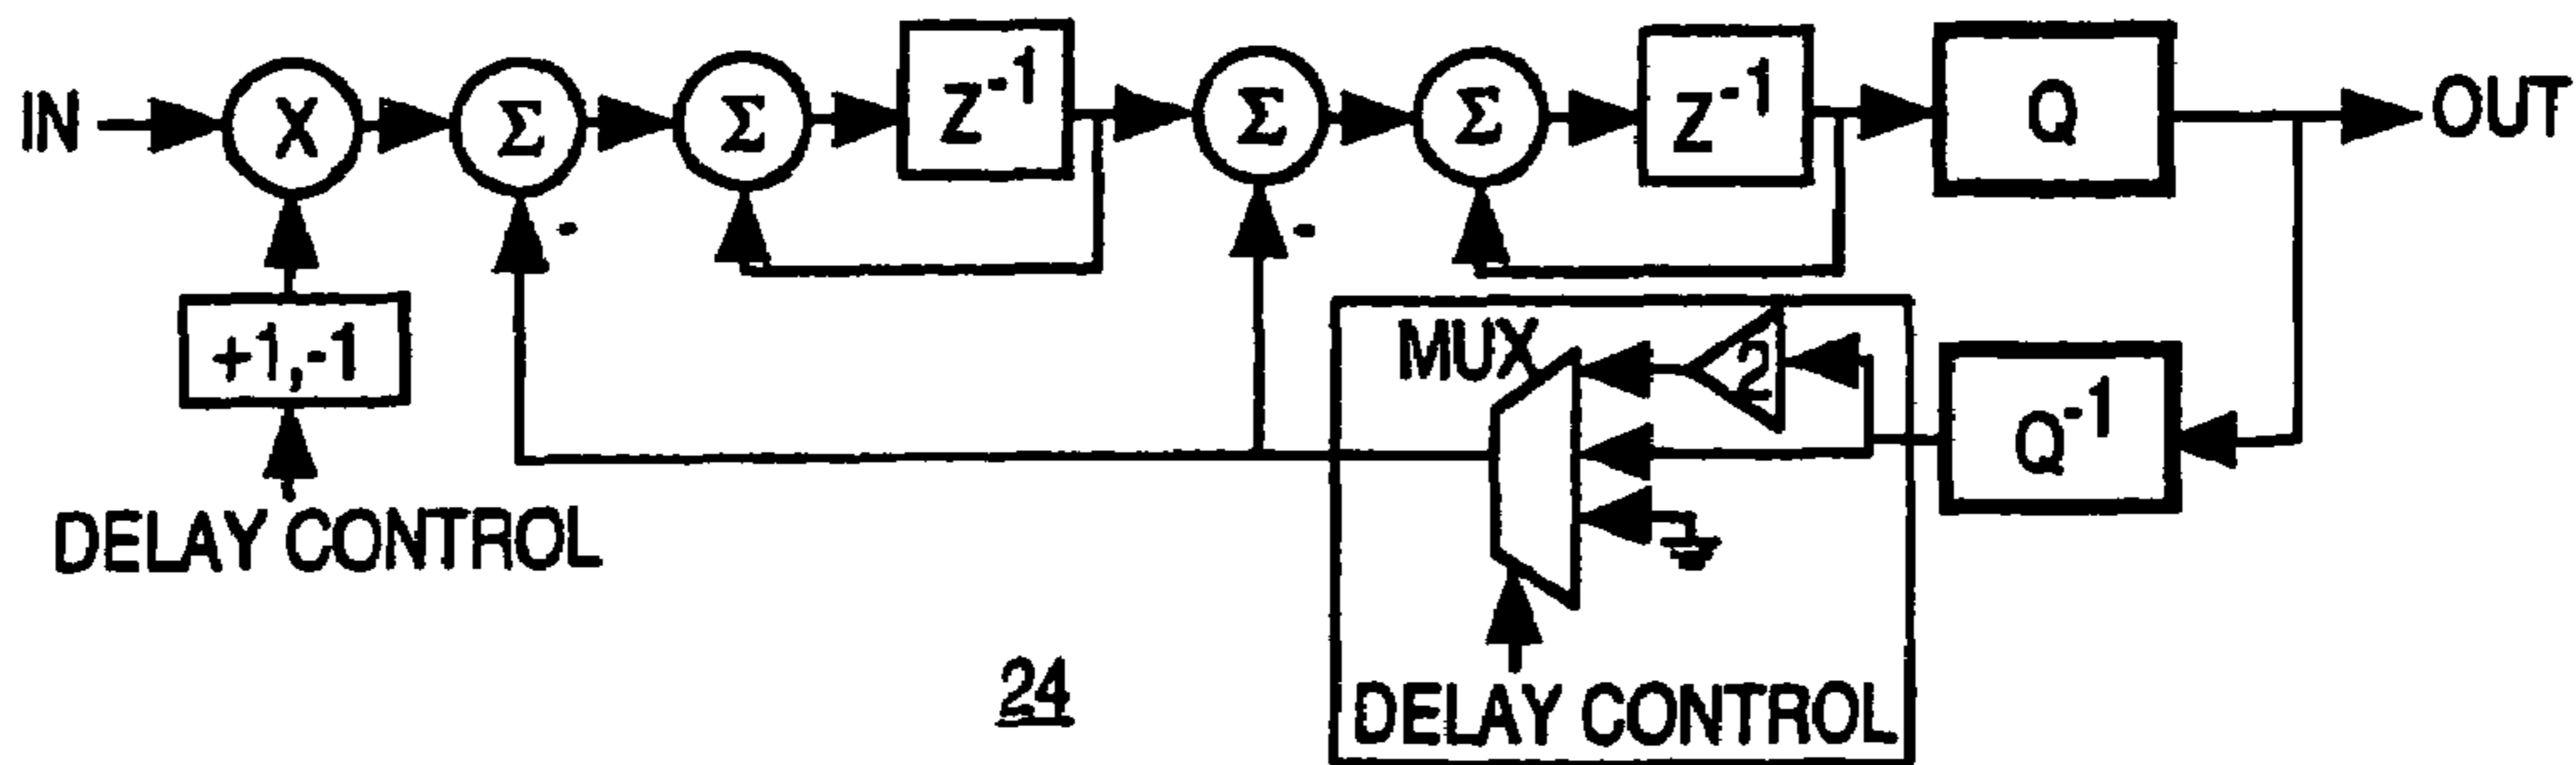 IN
X
Σ
Σ
Z-1
Σ
Σ
Z-1
Q
OUT
-
-
+1,-1
MUX
2
Q-1
DELAY CONTROL
24
DELAY CONTROL